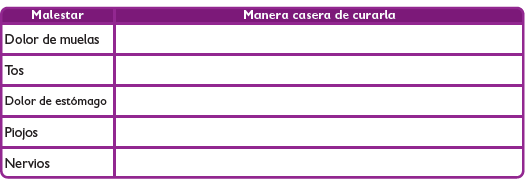 Malestar Manera casera de curarla
Dolor de muelas
Tos
Dolor de estómago
Piojos
Nervios